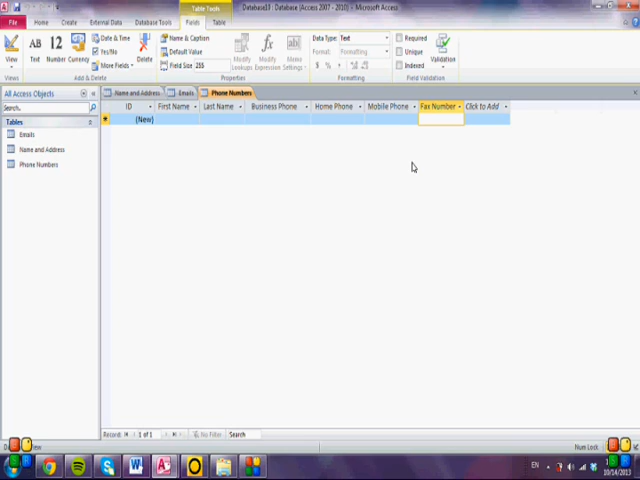 Table Tools
Database18 : Database (Access 2007 - 2010) - Microsoft Access
File
Home
Create
External Data
Database Tools
Fields
Table
View
Views
AB
12
Text
Number
Currency
Date & Time
Yes/No
More Fields
Delete
Add & Delete
Name & Caption
Default Value
Field Size 255
Modify Lookups
fx
Modify Expression
ab
Memo Settings
Properties
Data Type: Text
Format: Formatting
$ % ,
Formatting
Required
Unique
Indexed
Validation
Field Validation
All Access Objects
Search..
Tables
Emails
Name and Address
Phone Numbers
Name and Address
Emails
Phone Numbers
ID
First Name
Last Name
Business Phone
Home Phone
Mobile Phone
Fax Number
Click to Add
(New)
Record: 1 of 1
No Filter
Search
Num Lock
EN
10/14/2013